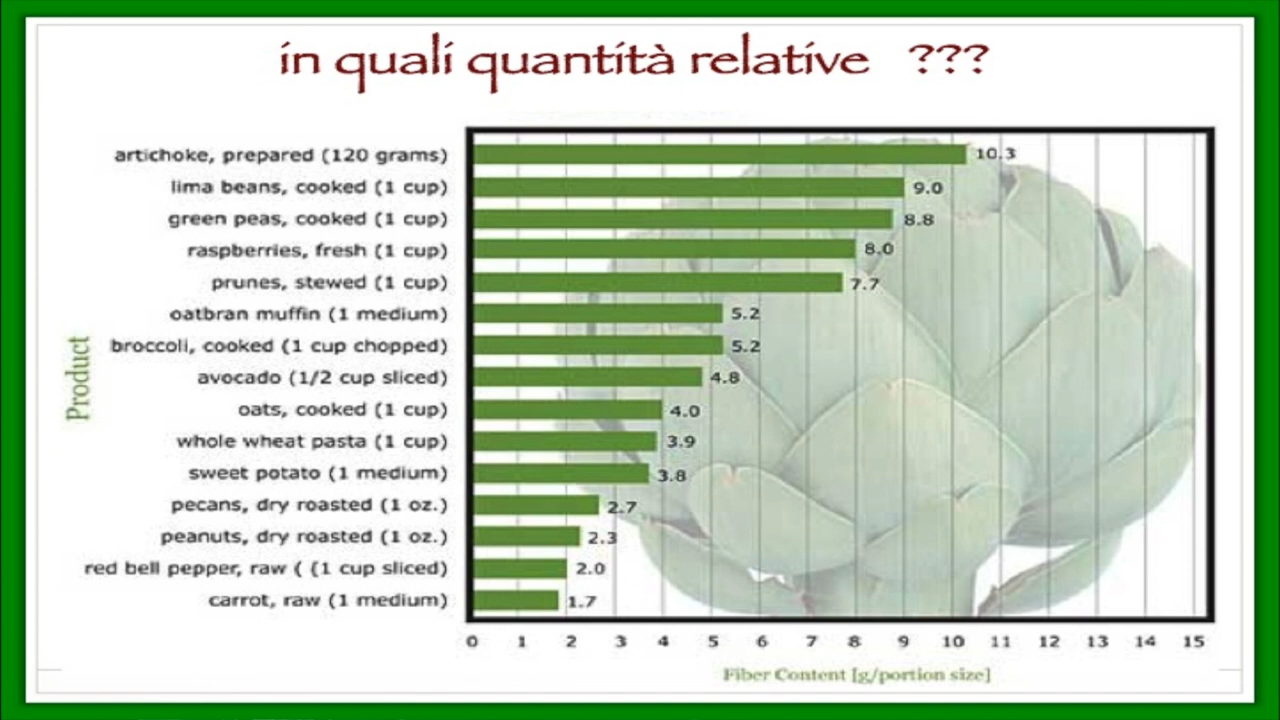 in quali quantità relative ???
artichoke, prepared (120 grams) 10.3
lima beans, cooked (1 cup) 9.0
green peas, cooked (1 cup) 8.8
raspberries, fresh (1 cup) 8.0
prunes, stewed (1 cup) 7.7
oatbran muffin (1 medium) 5.2
broccoli, cooked (1 cup chopped) 5.2
avocado (1/2 cup sliced) 4.8
oats, cooked (1 cup) 4.0
whole wheat pasta (1 cup) 3.9
sweet potato (1 medium) 3.8
pecans, dry roasted (1 oz.) 2.7
peanuts, dry roasted (1 oz.) 2.3
red bell pepper, raw ( (1 cup sliced) 2.0
carrot, raw (1 medium) 1.7
Product
0 1 2 3 4 5 6 7 8 9 10 11 12 13 14 15
Fiber Content [g/portion size]